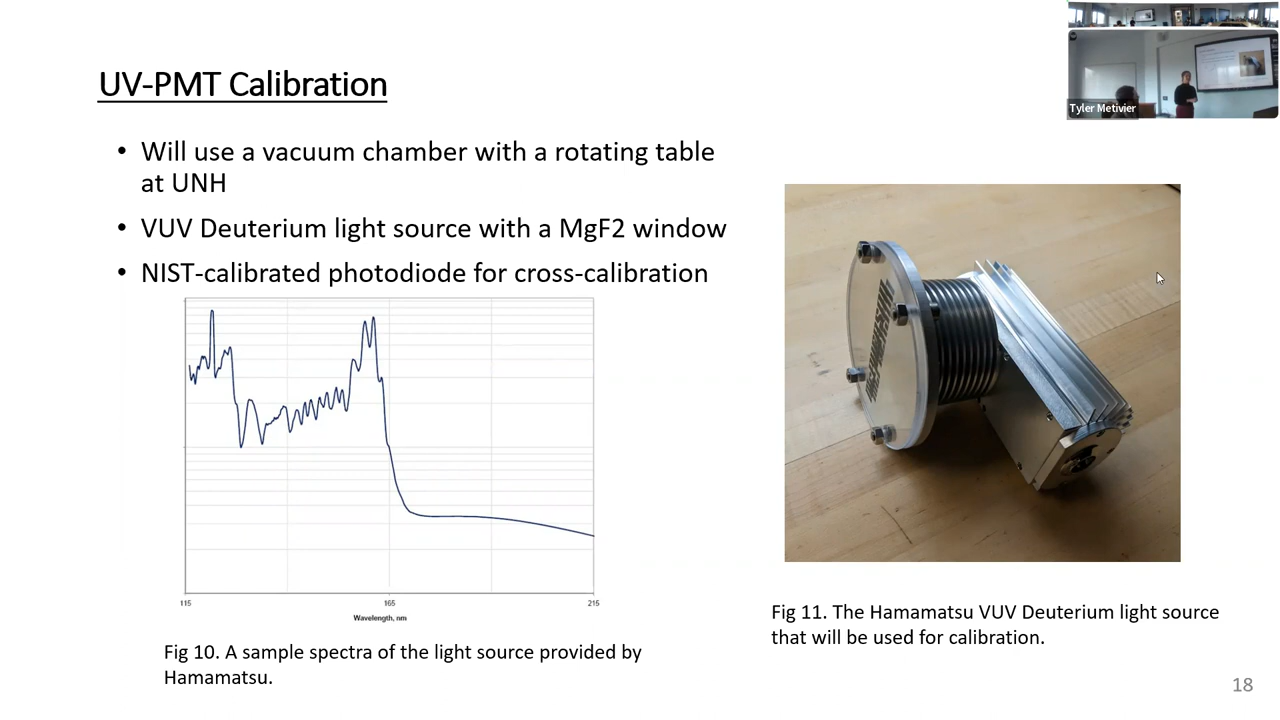 UV-PMT Calibration
Tyler Metivier
• Will use a vacuum chamber with a rotating table
at UNH
• VUV Deuterium light source with a MgF2 window
• NIST-calibrated photodiode for cross-calibration
115 165 215
Wavelength, nm
Fig 10. A sample spectra of the light source provided by
Hamamatsu.
Fig 11. The Hamamatsu VUV Deuterium light source
that will be used for calibration.
18